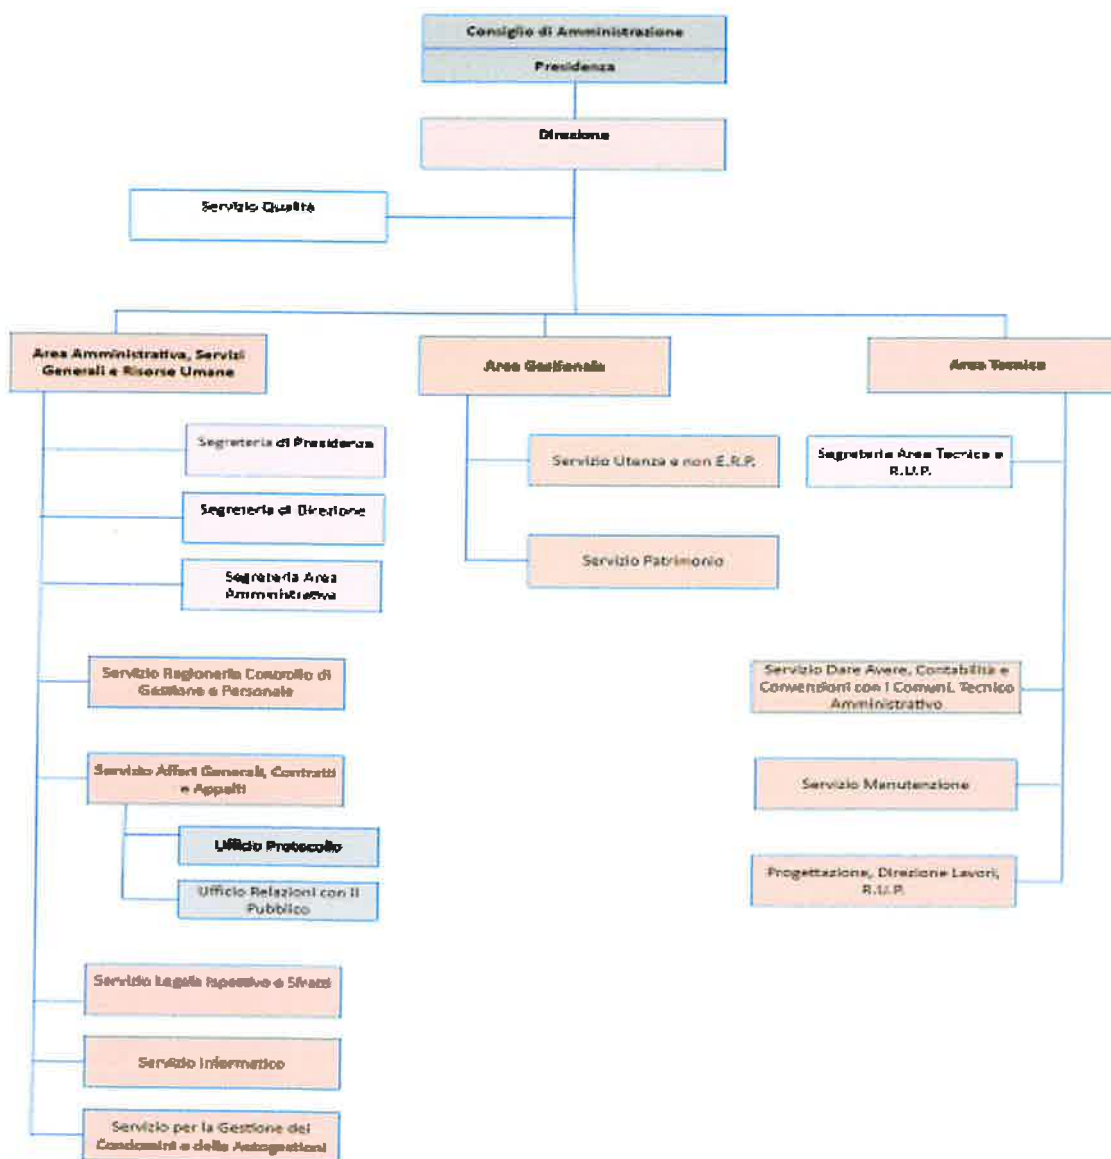 Consiglio di Amministrazione
Presidenza
Direzione
Servizio Qualità
Area Amministrativa, Servizi
Generali e Risorse Umane
Area Gestionale
Area Tecnica
Segreteria di Presidenza
Segreteria di Direzione
Segreteria Area
Amministrativa
Servizio Ragioneria Controllo di
Gestione e Personale
Servizio Affari Generali, Contratti
e Appalti
Ufficio Protocollo
Ufficio Relazioni con il
Pubblico
Servizio Legale Ispettivo e Sfratti
Servizio Informatico
Servizio per la Gestione dei
Condomini e delle Autogestioni
Servizio Utenza e non E.R.P.
Servizio Patrimonio
Segreteria Area Tecnica e
R.U.P.
Servizio Dare Avere, Contabilità e
Convenzioni con i Comuni, Tecnico
Amministrativo
Servizio Manutenzione
Progettazione, Direzione Lavori,
R.U.P.